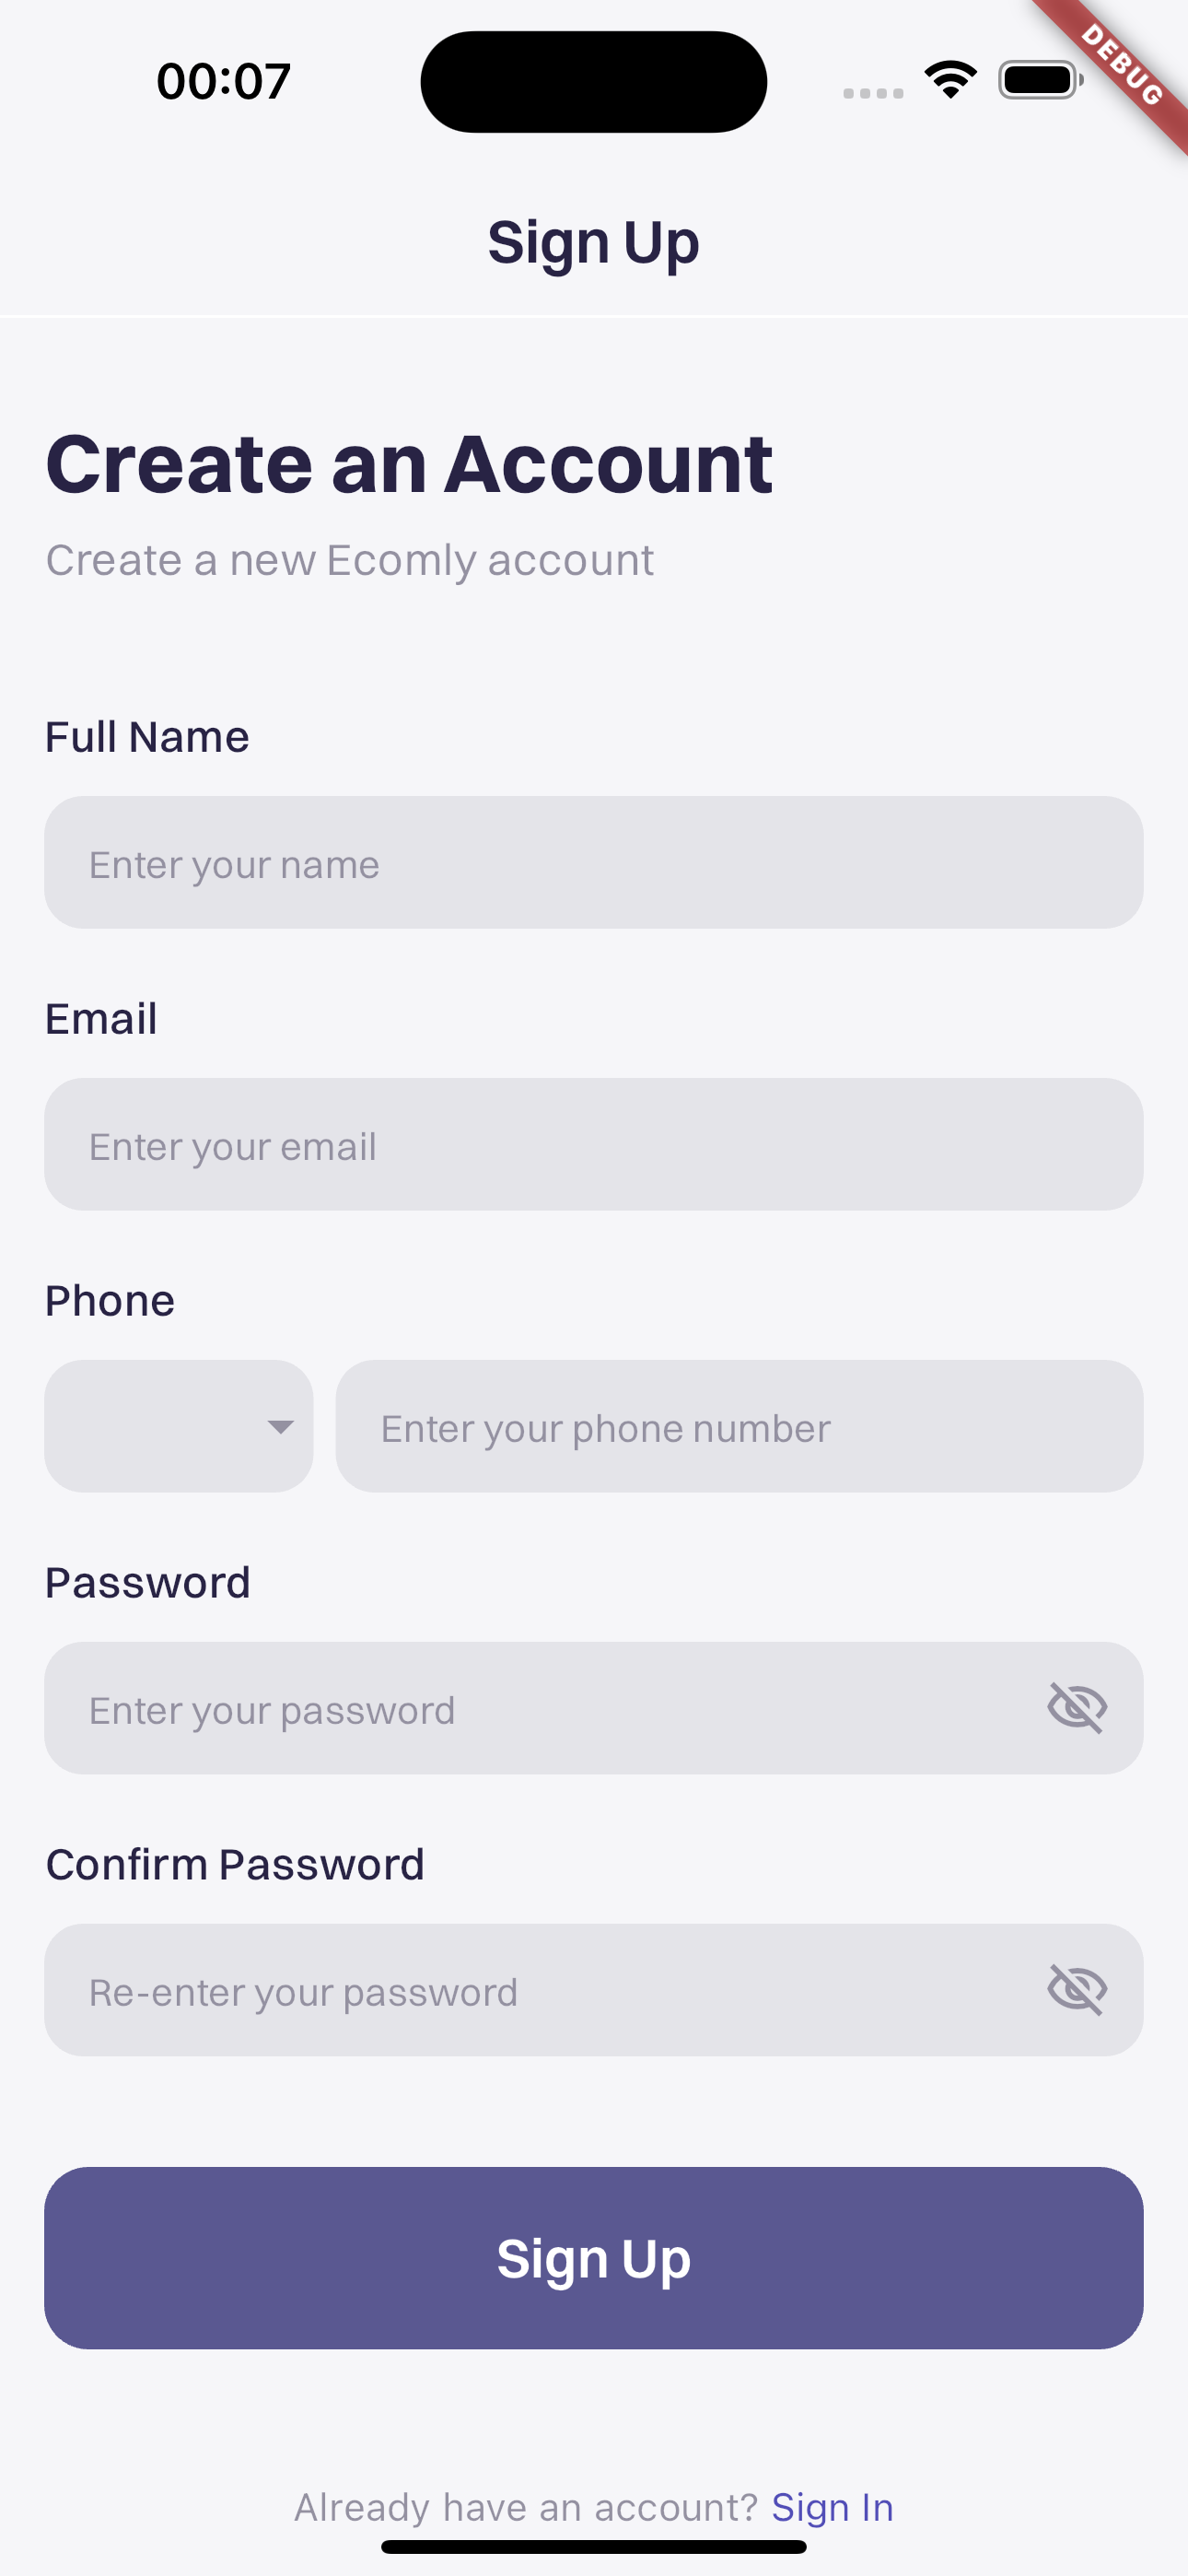 00:07
DEBUG
Sign Up
Create an Account
Create a new Ecomly account
Full Name
Enter your name
Email
Enter your email
Phone
Enter your phone number
Password
Enter your password
Confirm Password
Re-enter your password
Sign Up
Already have an account? Sign In